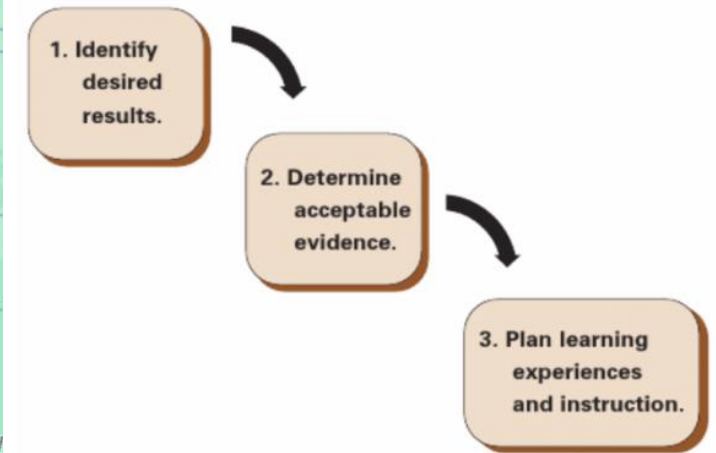 1. Identify
desired
results.
2. Determine
acceptable
evidence.
3. Plan learning
experiences
and instruction.